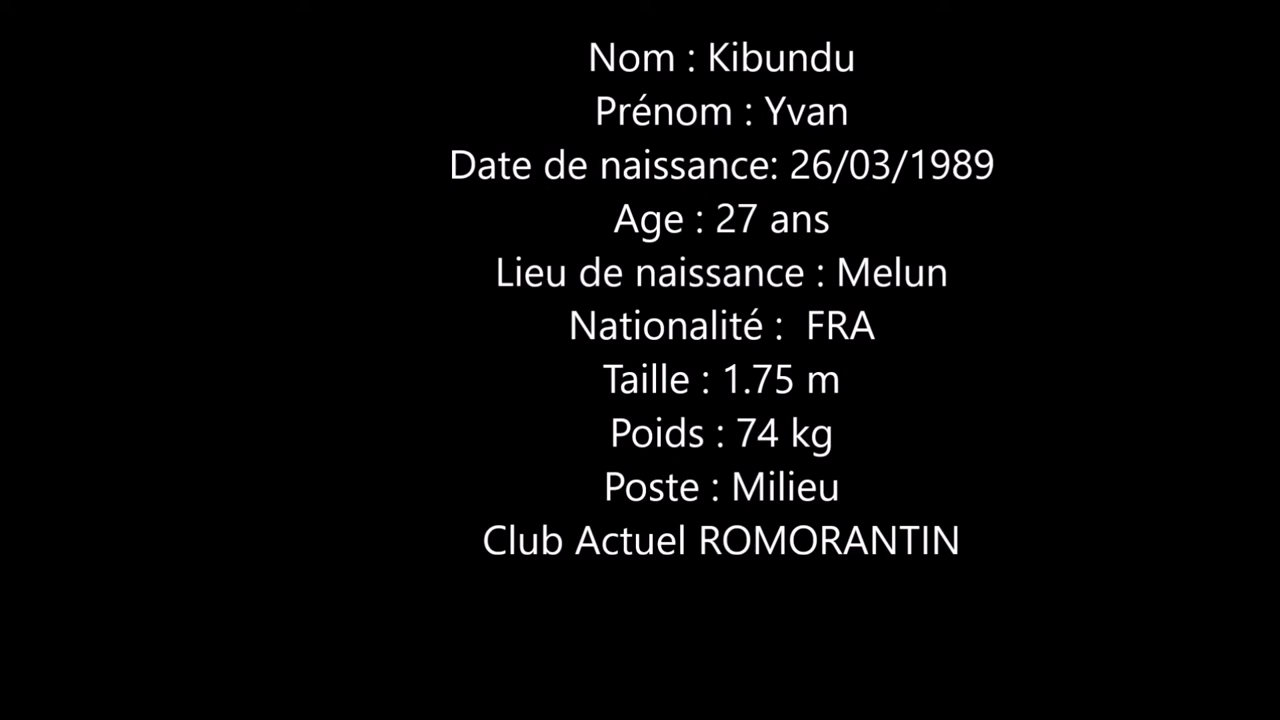 Nom : Kibundu
Prénom : Yvan
Date de naissance: 26/03/1989
Age : 27 ans
Lieu de naissance : Melun
Nationalité :  FRA
Taille : 1.75 m
Poids : 74 kg
Poste : Milieu
Club Actuel ROMORANTIN